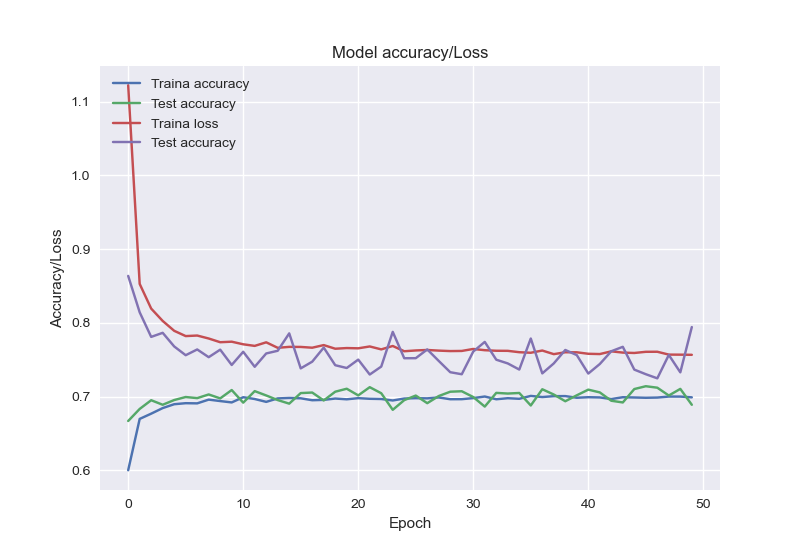 Model accuracy/Loss
Traina accuracy
Test accuracy
Traina loss
Test accuracy
1.1
1.0
0.9
0.8
0.7
0.6
Accuracy/Loss
0 10 20 30 40 50
Epoch